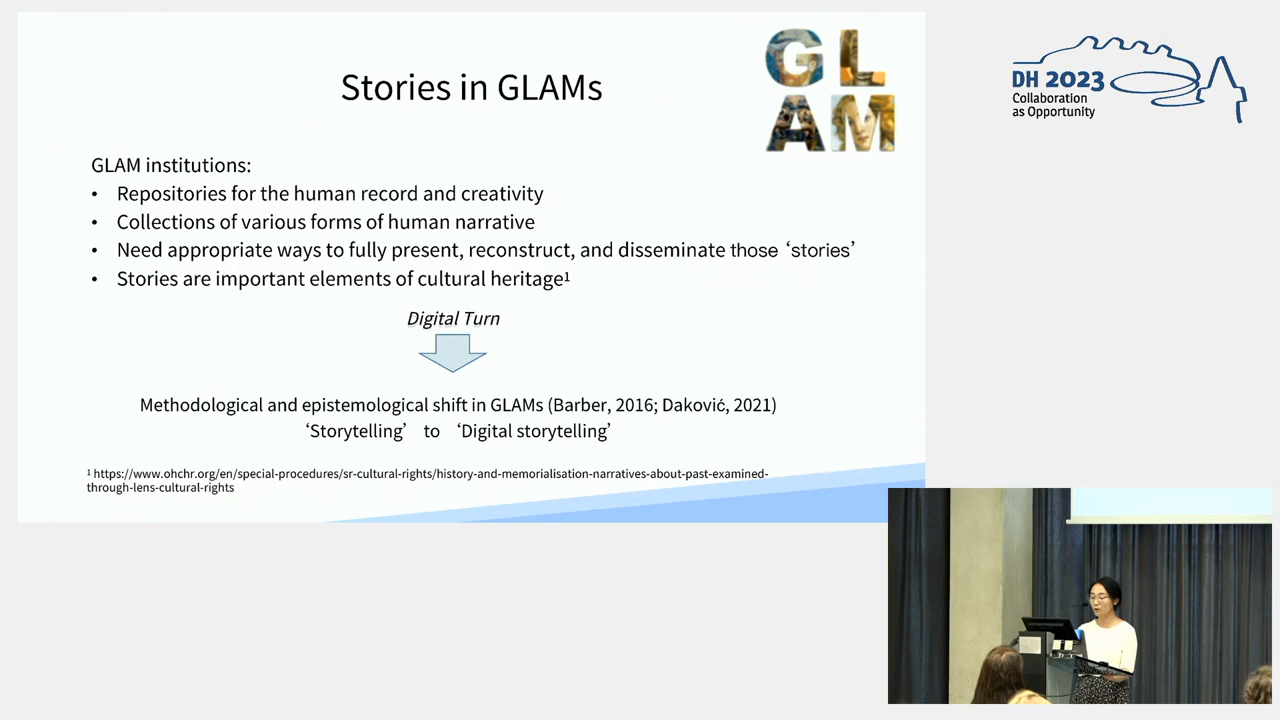 Stories in GLAMs
GL
AM
DH 2023
Collaboration
as Opportunity
GLAM institutions:
• Repositories for the human record and creativity
• Collections of various forms of human narrative
• Need appropriate ways to fully present, reconstruct, and disseminate those ‘stories’
• Stories are important elements of cultural heritage¹
Digital Turn
Methodological and epistemological shift in GLAMs (Barber, 2016; Daković, 2021)
‘Storytelling’ to ‘Digital storytelling’
¹ https://www.ohchr.org/en/special-procedures/sr-cultural-rights/history-and-memorialisation-narratives-about-past-examined-
through-lens-cultural-rights